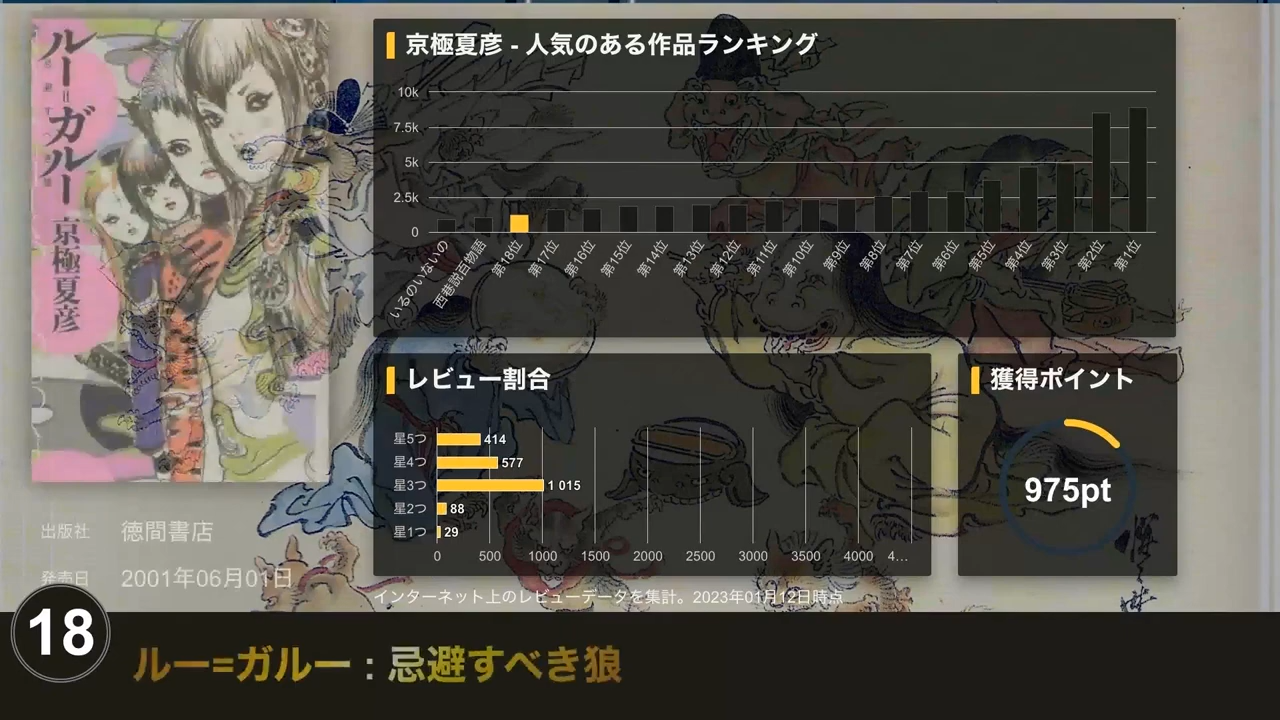 ルー＝ガルー
京極夏彦
京極夏彦 - 人気のある作品ランキング
10k
7.5k
5k
2.5k
0
いるのいないの
西巷説百物語
第18位
第17位
第16位
第15位
第14位
第13位
第12位
第11位
第10位
第9位
第8位
第7位
第6位
第5位
第4位
第3位
第2位
第1位
レビュー割合
星5つ 414
星4つ 577
星3つ 1 015
星2つ 88
星1つ 29
0 500 1000 1500 2000 2500 3000 3500 4000 4…
獲得ポイント
975pt
出版社 徳間書店
発売日 2001年06月01日
インターネット上のレビューデータを集計。2023年01月12日時点
18
ルー=ガルー : 忌避すべき狼